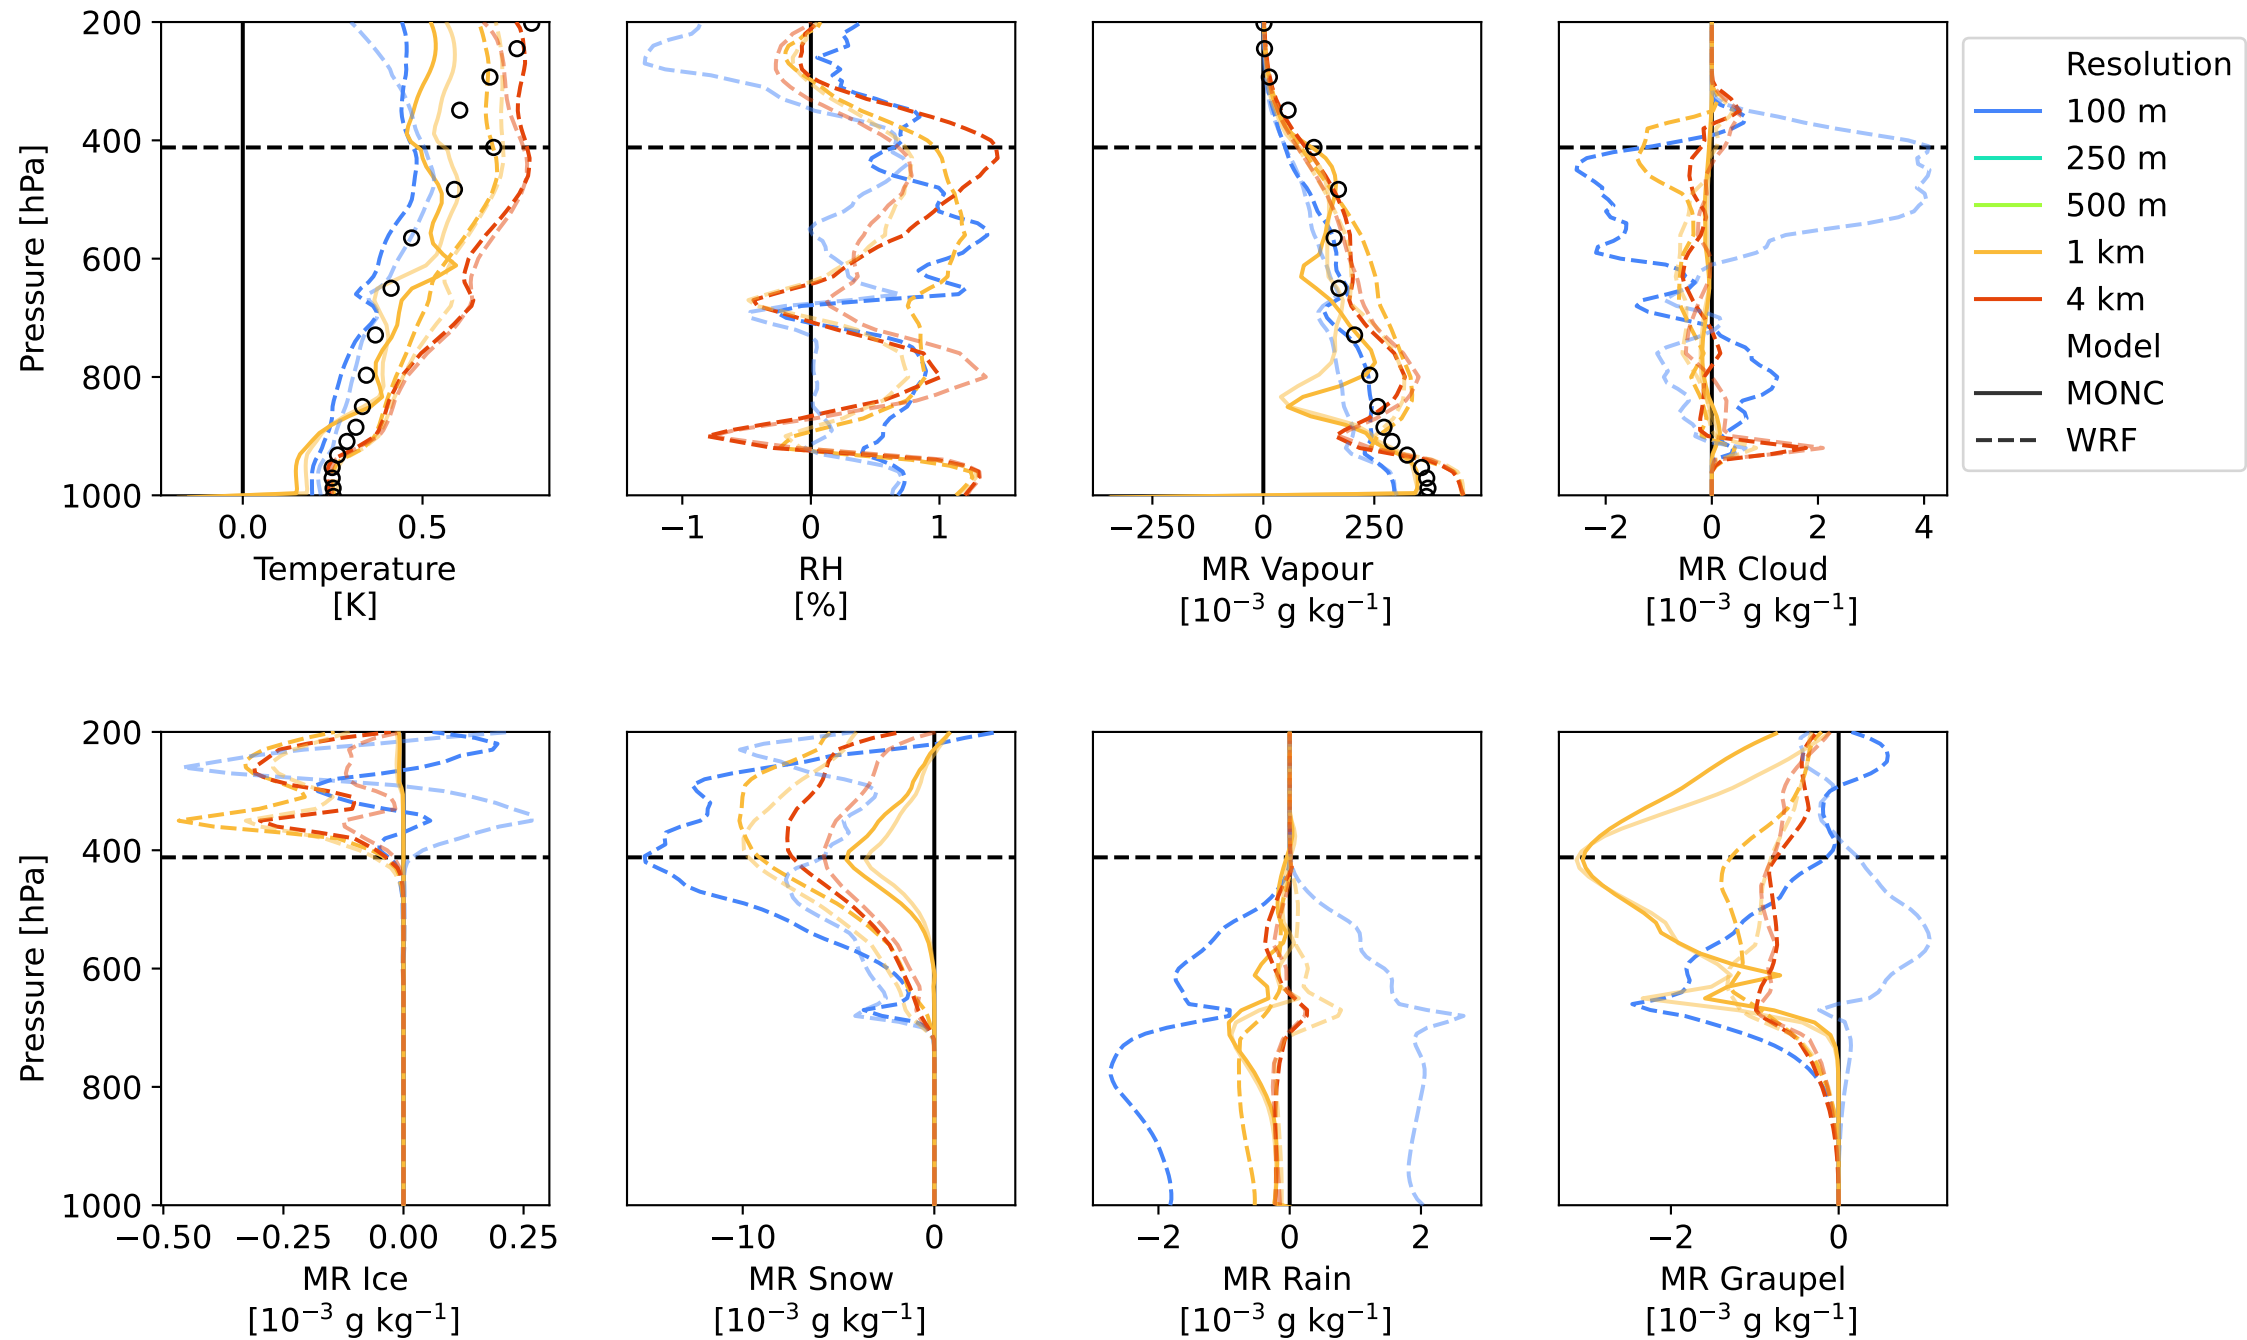 200
400
600
800
1000
Pressure [hPa]
0.0 0.5
Temperature
[K]
−1 0 1
RH
[%]
−250 0 250
MR Vapour
[10⁻³ g kg⁻¹]
−2 0 2 4
MR Cloud
[10⁻³ g kg⁻¹]
Resolution
100 m
250 m
500 m
1 km
4 km
Model
MONC
WRF
200
400
600
800
1000
Pressure [hPa]
−0.50 −0.25 0.00 0.25
MR Ice
[10⁻³ g kg⁻¹]
−10 0
MR Snow
[10⁻³ g kg⁻¹]
−2 0 2
MR Rain
[10⁻³ g kg⁻¹]
−2 0
MR Graupel
[10⁻³ g kg⁻¹]